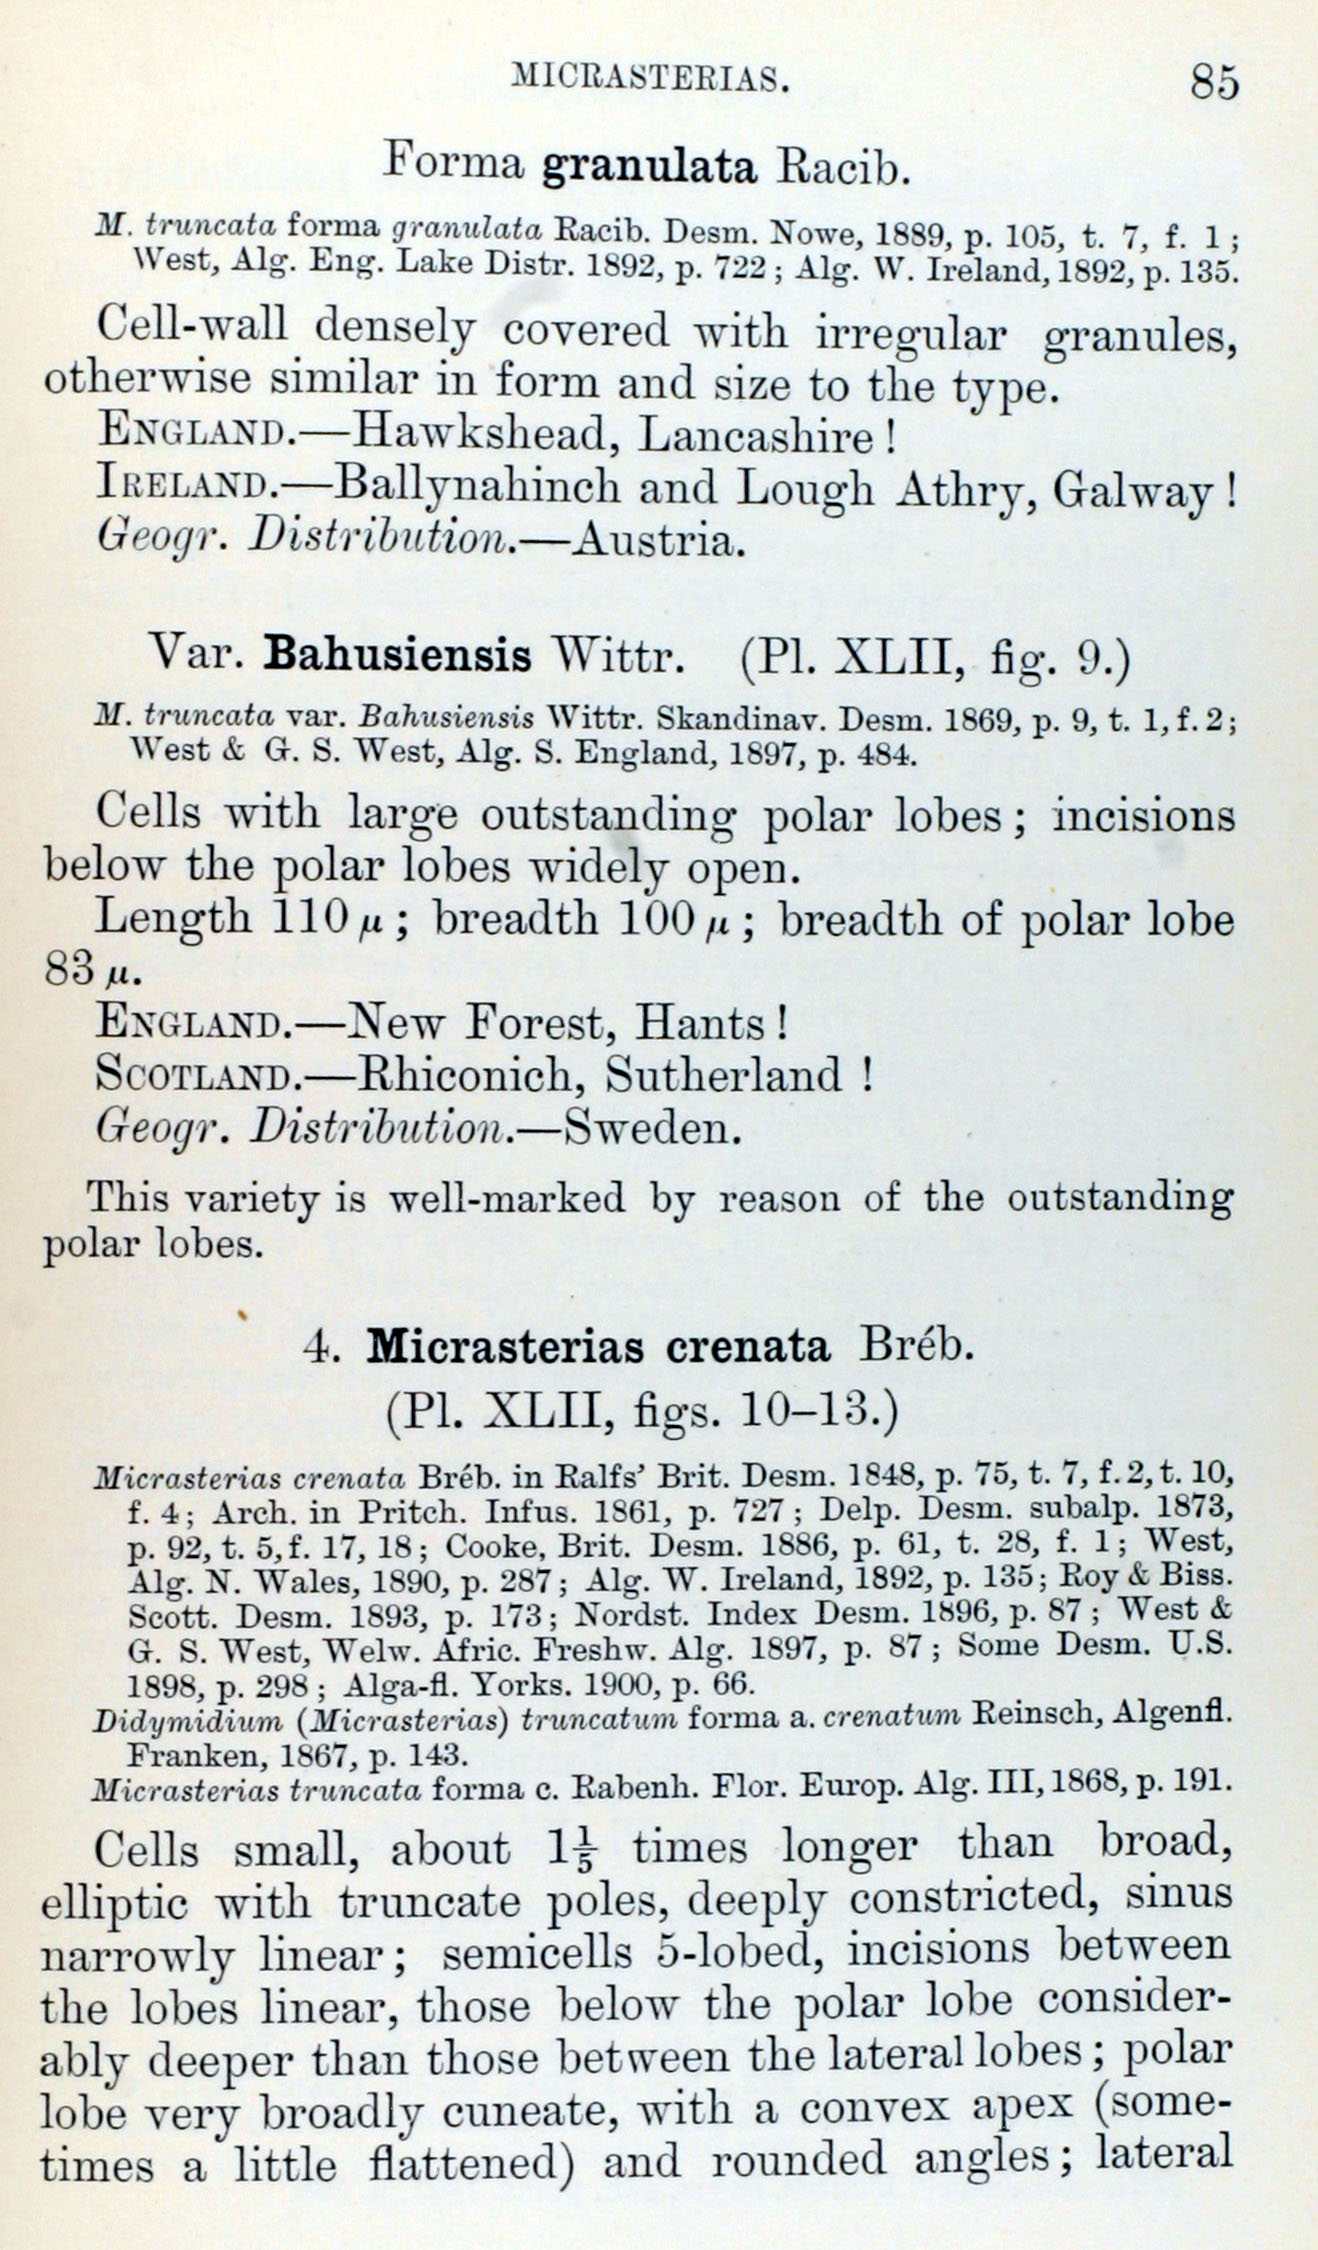 MICRASTERIAS. 85
Forma granulata Racib.
M. truncata forma granulata Racib. Desm. Nowe, 1889, p. 105, t. 7, f. 1;
West, Alg. Eng. Lake Distr. 1892, p. 722; Alg. W. Ireland, 1892, p. 135.
Cell-wall densely covered with irregular granules,
otherwise similar in form and size to the type.
ENGLAND.—Hawkshead, Lancashire!
IRELAND.—Ballynahinch and Lough Athry, Galway!
Geogr. Distribution.—Austria.
Var. Bahusiensis Wittr. (Pl. XLII, fig. 9.)
M. truncata var. Bahusiensis Wittr. Skandinav. Desm. 1869, p. 9, t. 1, f. 2;
West & G. S. West, Alg. S. England, 1897, p. 484.
Cells with large outstanding polar lobes; incisions
below the polar lobes widely open.
Length 110 μ; breadth 100 μ; breadth of polar lobe
83 μ.
ENGLAND.—New Forest, Hants!
SCOTLAND.—Rhiconich, Sutherland!
Geogr. Distribution.—Sweden.
This variety is well-marked by reason of the outstanding
polar lobes.
4. Micrasterias crenata Bréb.
(Pl. XLII, figs. 10–13.)
Micrasterias crenata Bréb. in Ralfs' Brit. Desm. 1848, p. 75, t. 7, f. 2, t. 10,
f. 4; Arch. in Pritch. Infus. 1861, p. 727; Delp. Desm. subalp. 1873,
p. 92, t. 5, f. 17, 18; Cooke, Brit. Desm. 1886, p. 61, t. 28, f. 1; West,
Alg. N. Wales, 1890, p. 287; Alg. W. Ireland, 1892, p. 135; Roy & Biss.
Scott. Desm. 1893, p. 173; Nordst. Index Desm. 1896, p. 87; West &
G. S. West, Welw. Afric. Freshw. Alg. 1897, p. 87; Some Desm. U.S.
1898, p. 298; Alga-fl. Yorks. 1900, p. 66.
Didymidium (Micrasterias) truncatum forma a. crenatum Reinsch, Algenfl.
Franken, 1867, p. 143.
Micrasterias truncata forma c. Rabenh. Flor. Europ. Alg. III, 1868, p. 191.
Cells small, about 1⅕ times longer than broad,
elliptic with truncate poles, deeply constricted, sinus
narrowly linear; semicells 5-lobed, incisions between
the lobes linear, those below the polar lobe consider-
ably deeper than those between the lateral lobes; polar
lobe very broadly cuneate, with a convex apex (some-
times a little flattened) and rounded angles; lateral